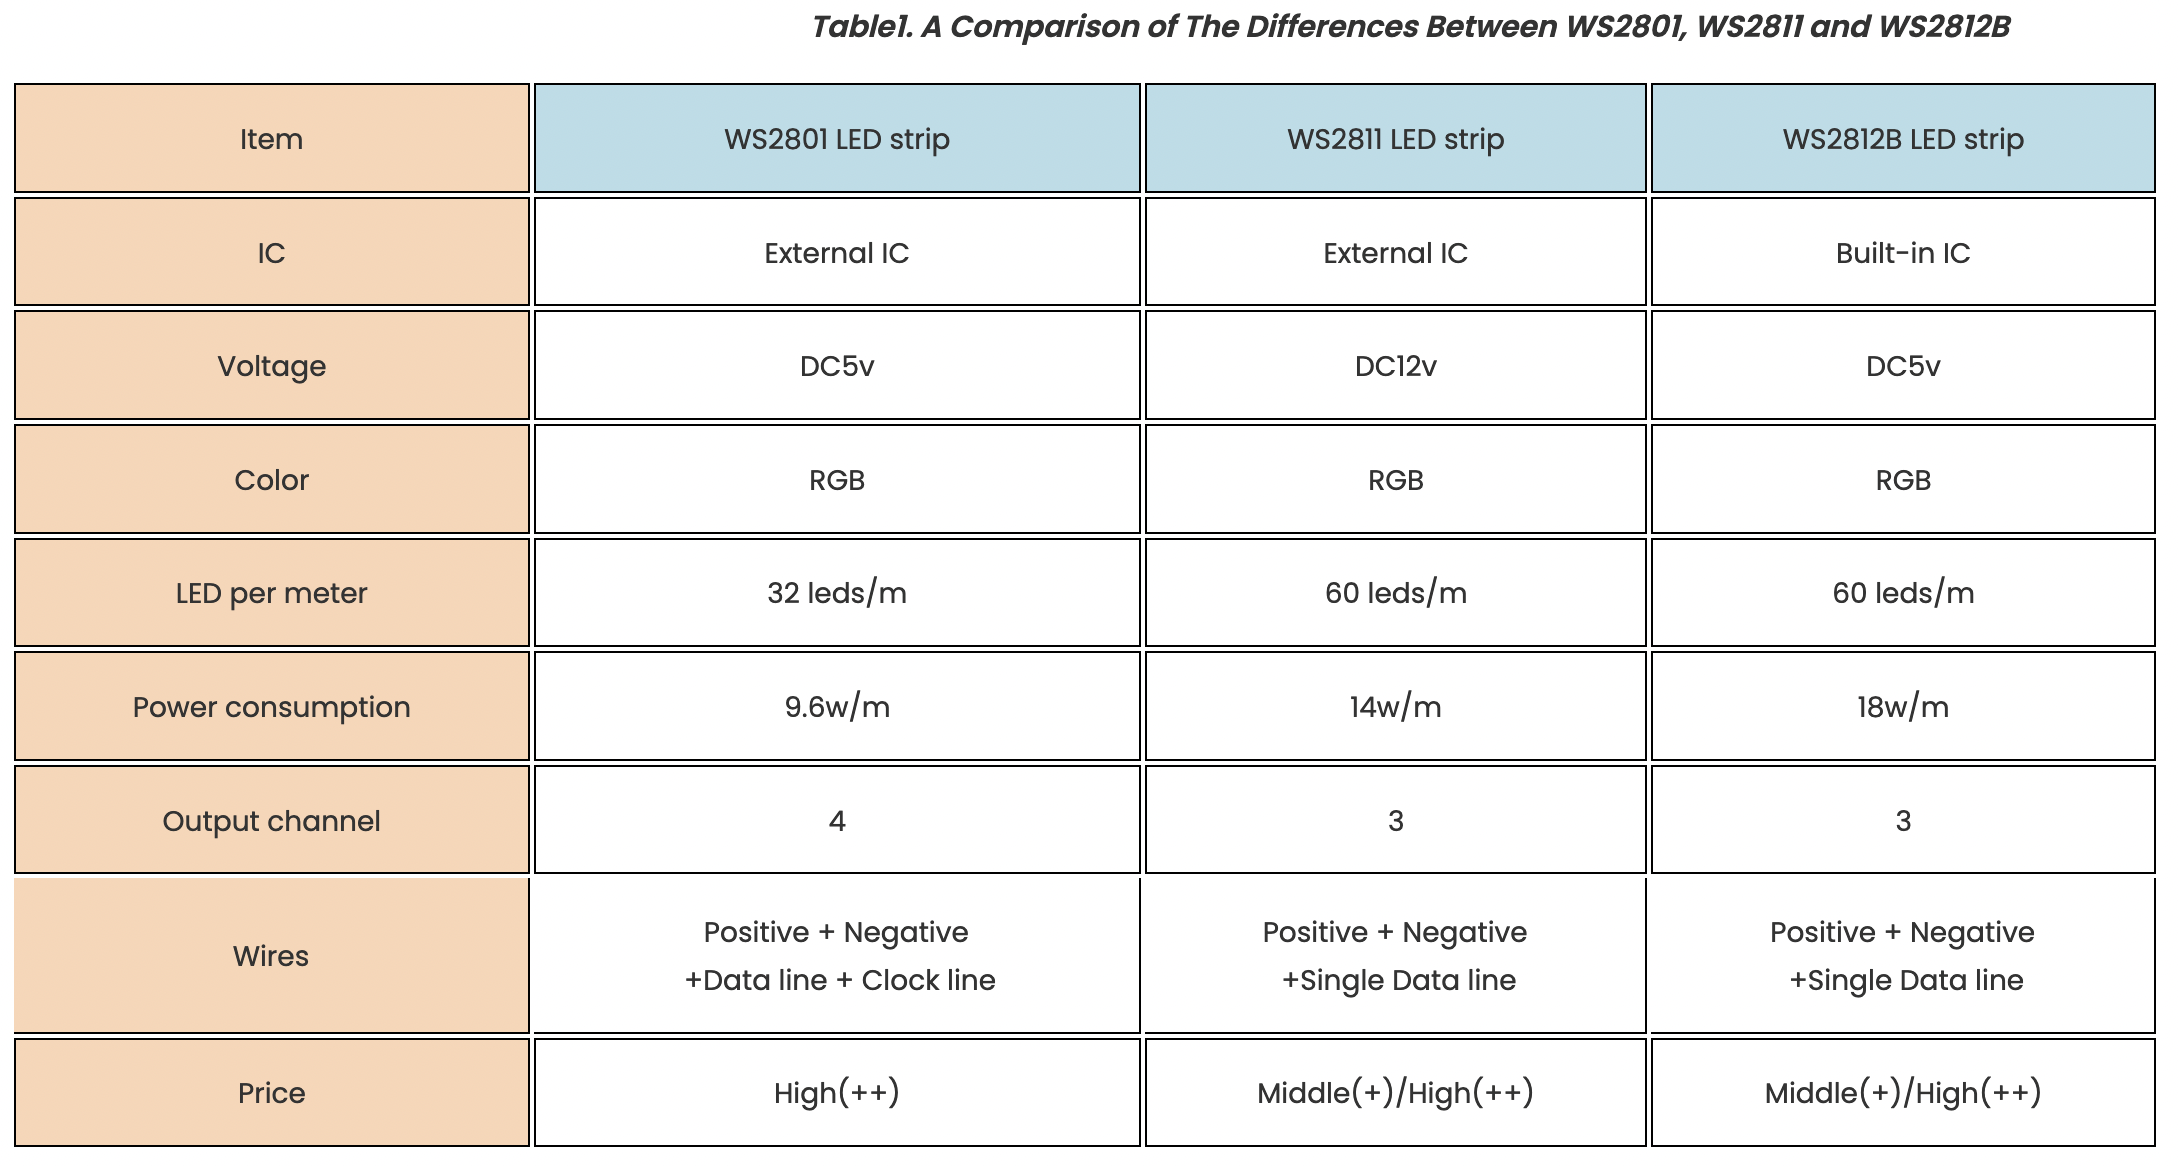 Table1. A Comparison of The Differences Between WS2801, WS2811 and WS2812B
Item WS2801 LED strip WS2811 LED strip WS2812B LED strip
IC External IC External IC Built-in IC
Voltage DC5v DC12v DC5v
Color RGB RGB RGB
LED per meter 32 leds/m 60 leds/m 60 leds/m
Power consumption 9.6w/m 14w/m 18w/m
Output channel 4 3 3
Wires
Positive + Negative
+Data line + Clock line
Positive + Negative
+Single Data line
Positive + Negative
+Single Data line
Price High(++) Middle(+)/High(++) Middle(+)/High(++)